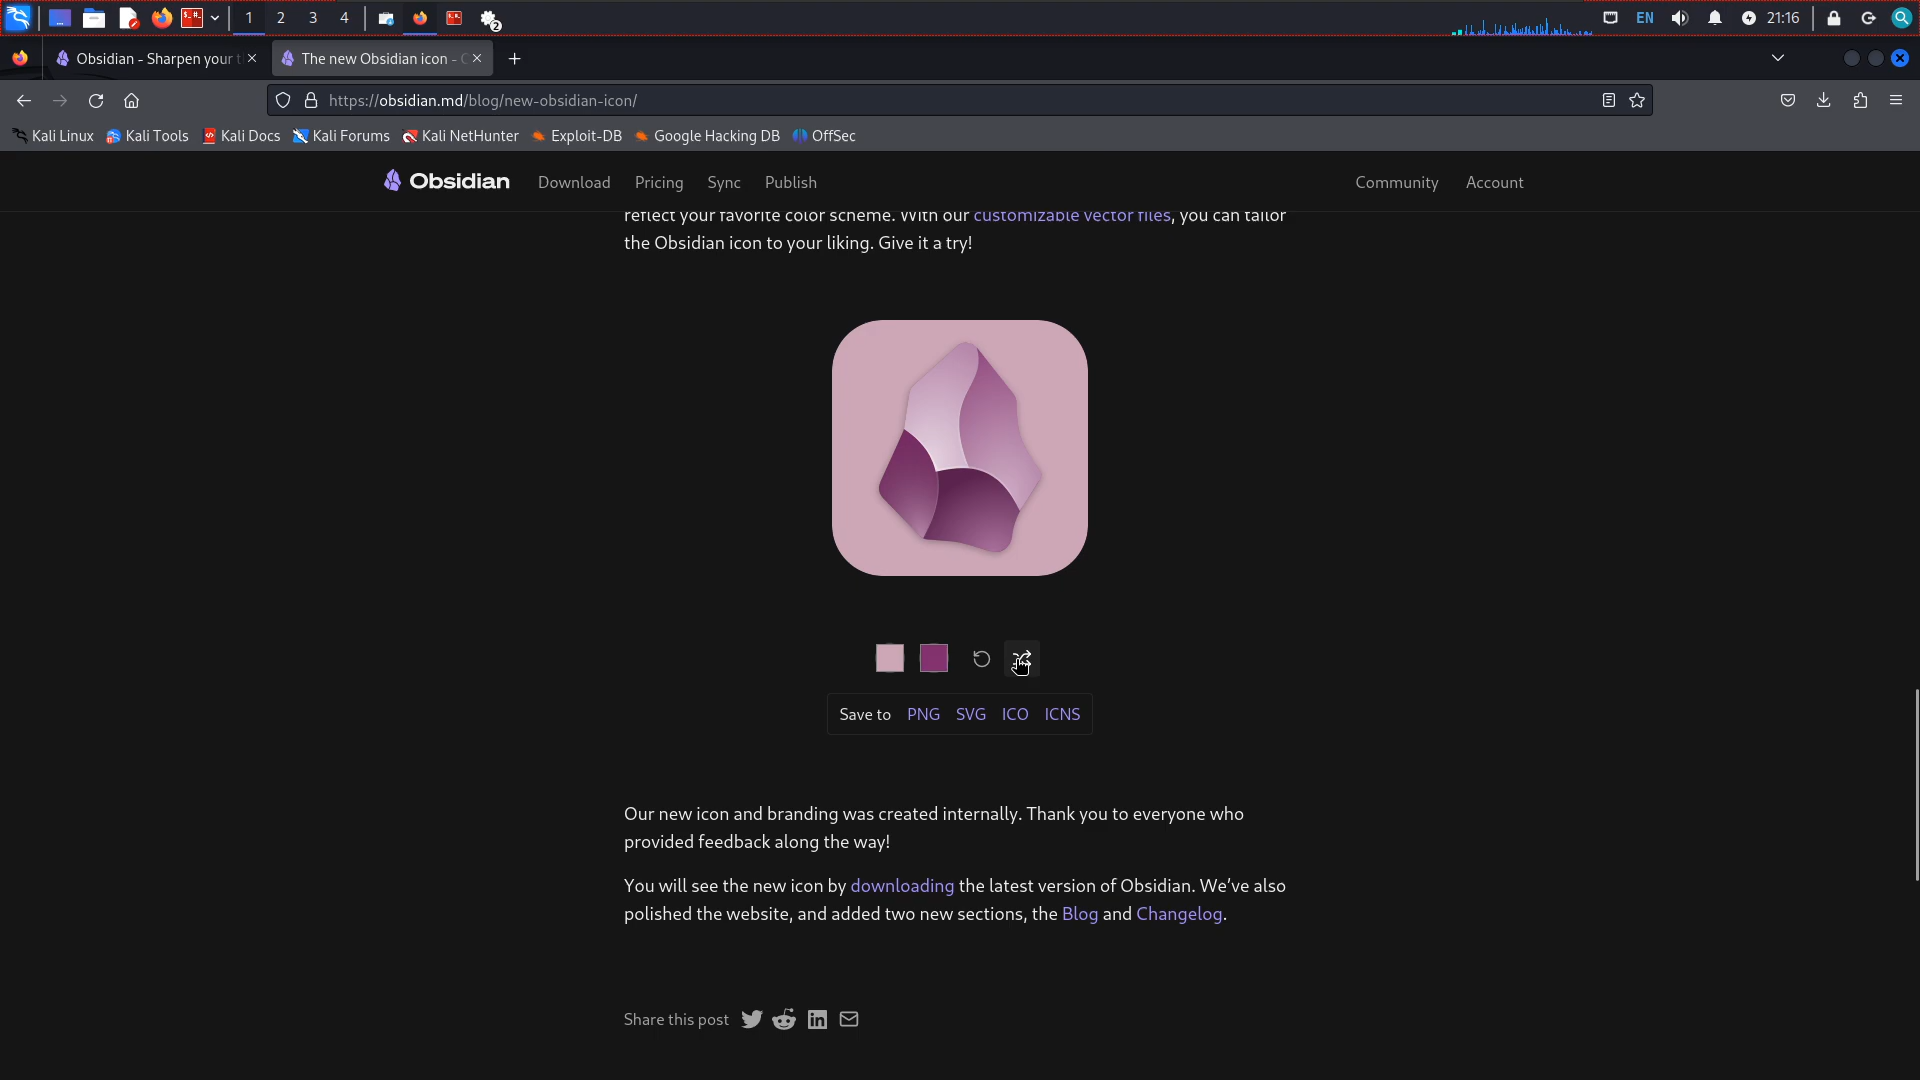 1 2 3 4 2 EN 21:16
Obsidian - Sharpen your t
The new Obsidian icon -
https://obsidian.md/blog/new-obsidian-icon/
Kali Linux Kali Tools Kali Docs Kali Forums Kali NetHunter Exploit-DB Google Hacking DB OffSec
Obsidian Download Pricing Sync Publish Community Account
reflect your favorite color scheme. With our customizable vector files, you can tailor
the Obsidian icon to your liking. Give it a try!
Save to PNG SVG ICO ICNS
Our new icon and branding was created internally. Thank you to everyone who
provided feedback along the way!
You will see the new icon by downloading the latest version of Obsidian. We’ve also
polished the website, and added two new sections, the Blog and Changelog.
Share this post